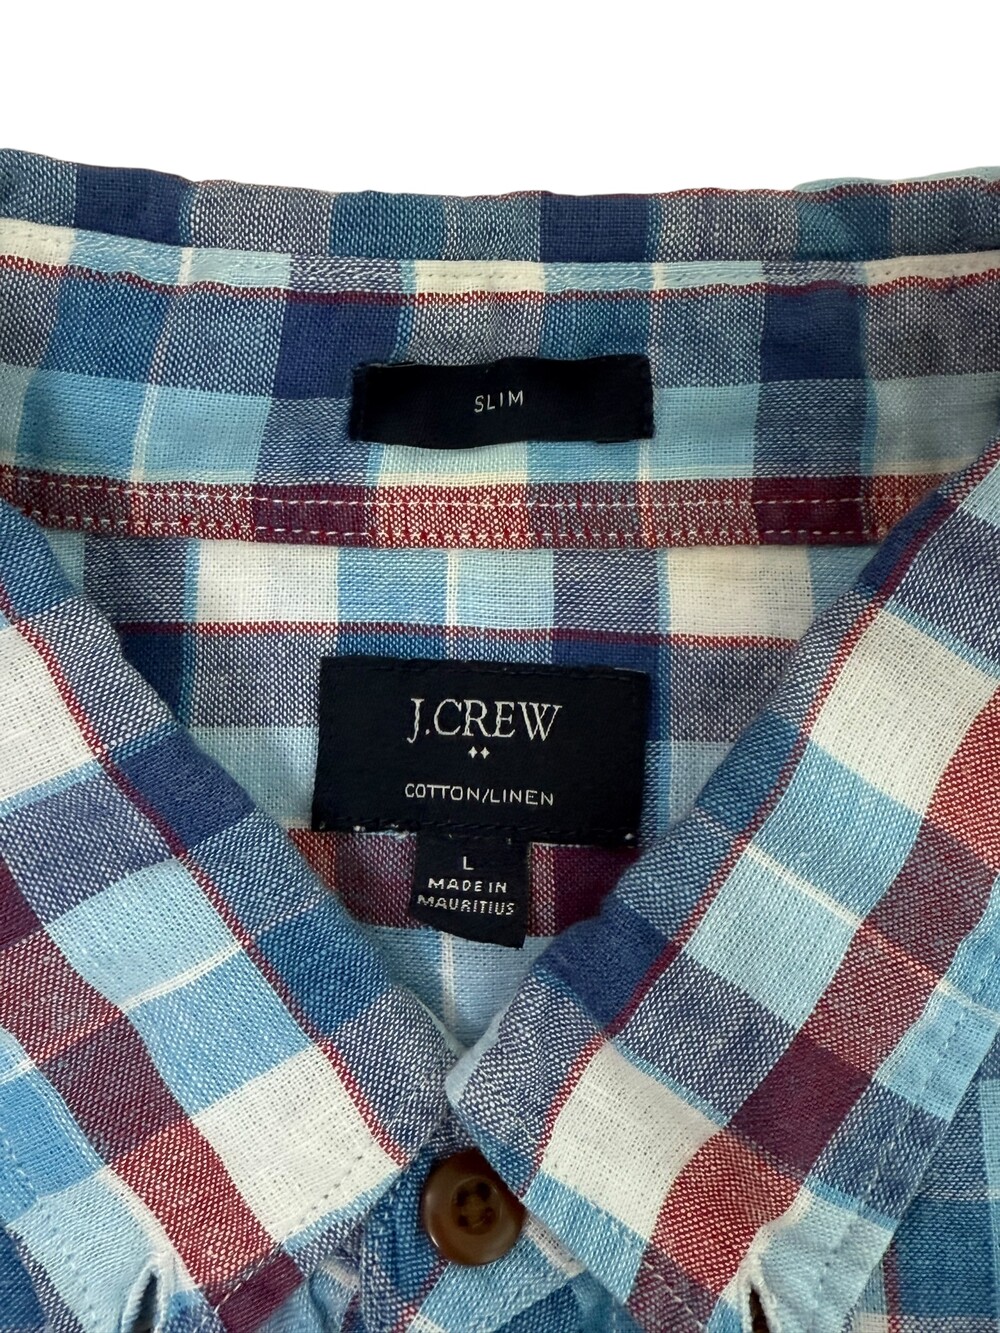 SLIM
J.CREW
COTTON/LINEN
L
MADE IN
MAURITIUS